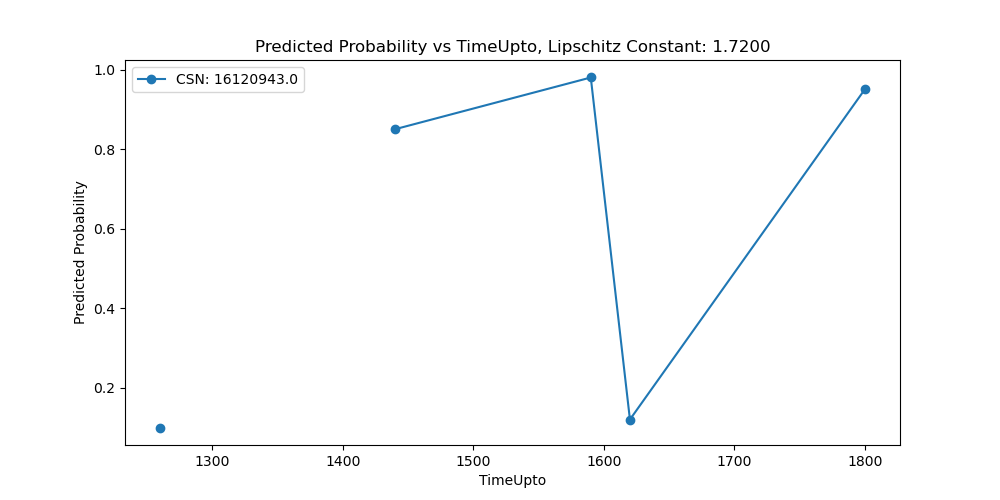 Predicted Probability vs TimeUpto, Lipschitz Constant: 1.7200
CSN: 16120943.0
1.0
0.8
0.6
0.4
0.2
Predicted Probability
1300 1400 1500 1600 1700 1800
TimeUpto